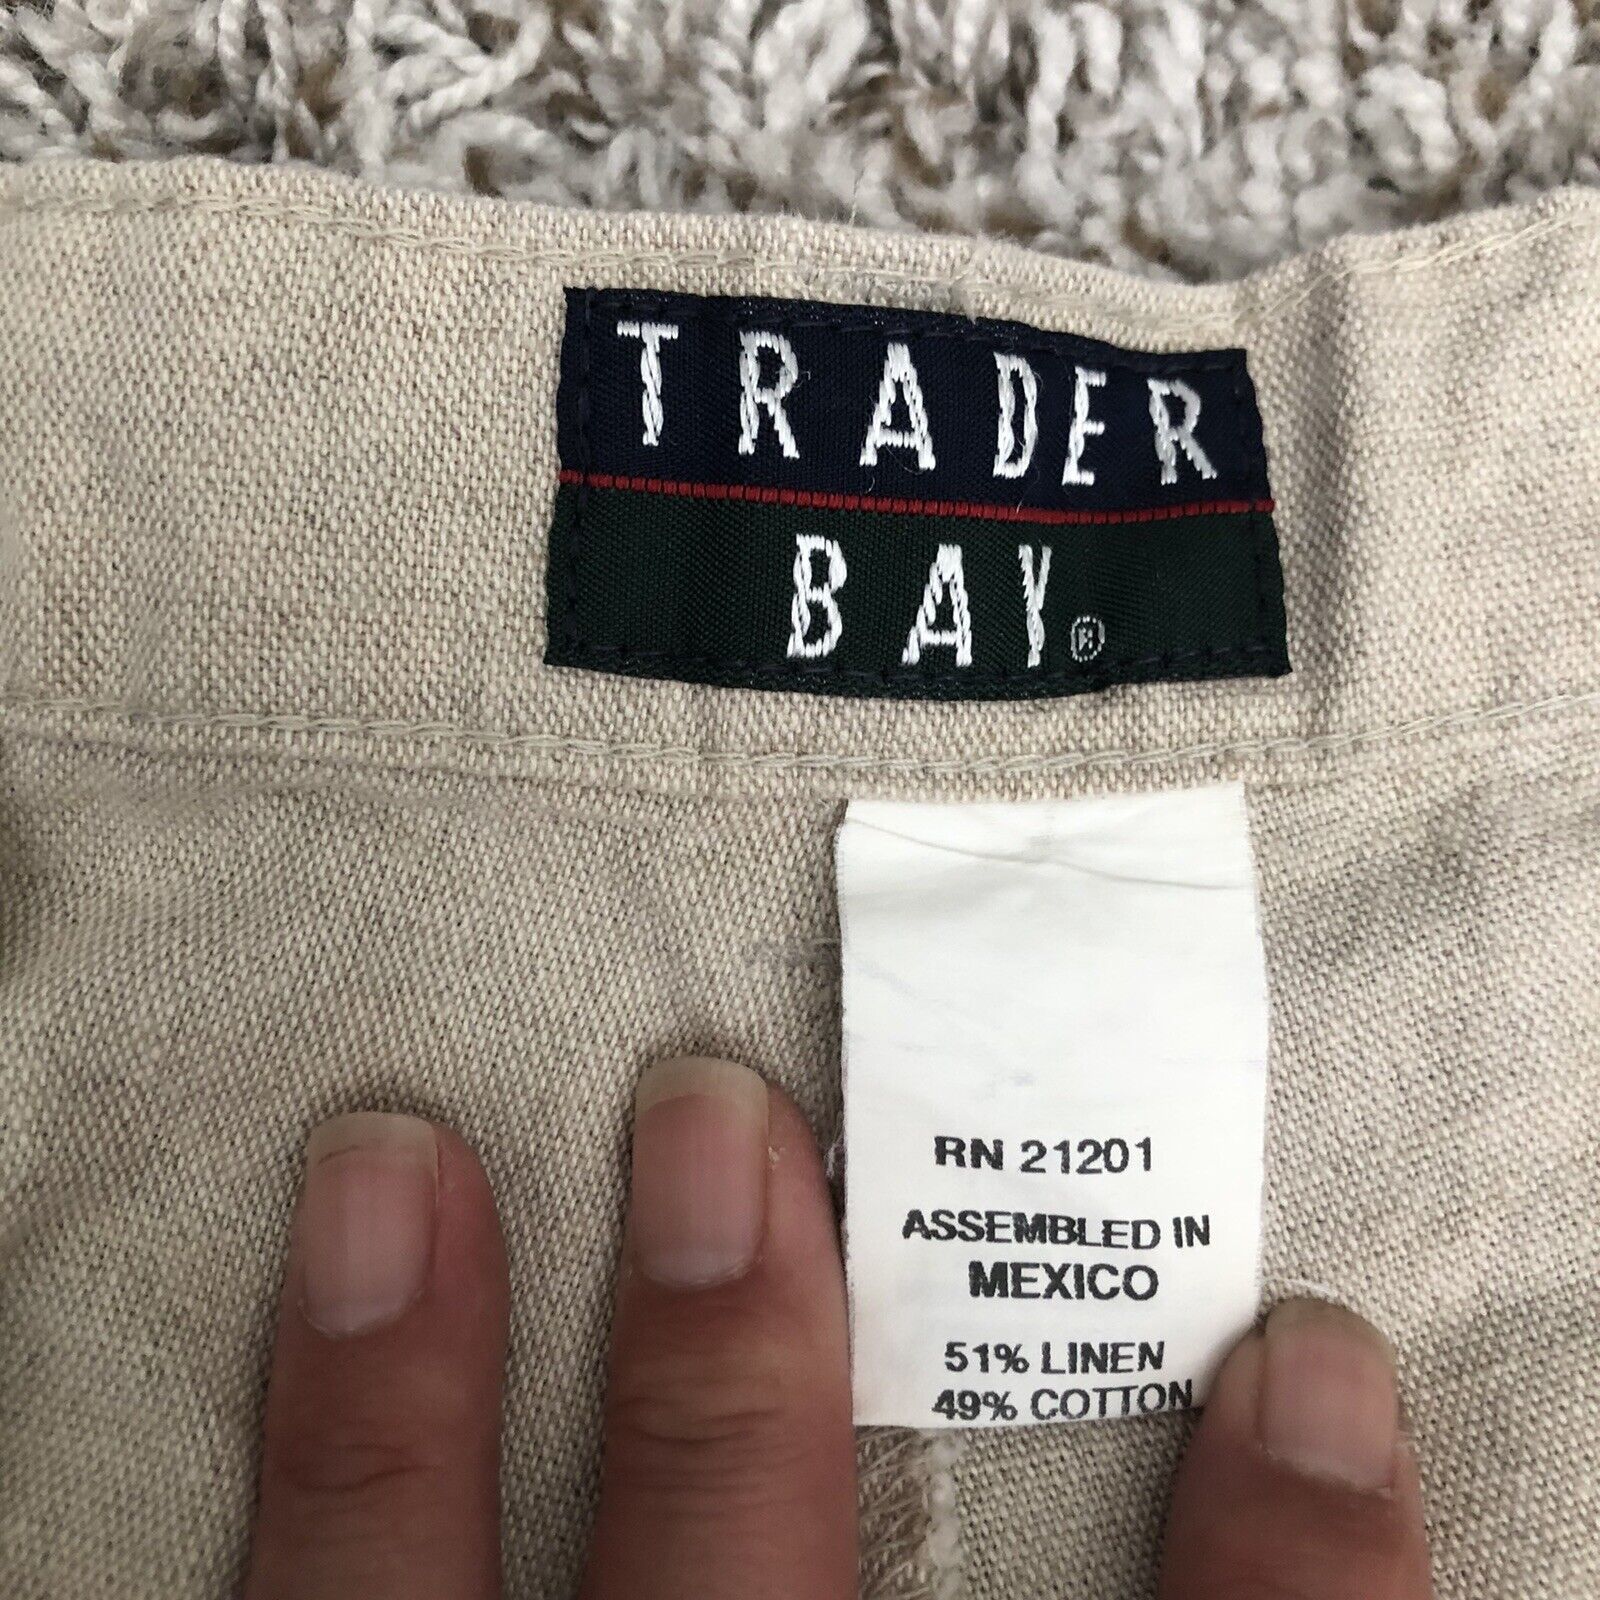 TRADER
BAY®
RN 21201
ASSEMBLED IN
MEXICO
51% LINEN
49% COTTON